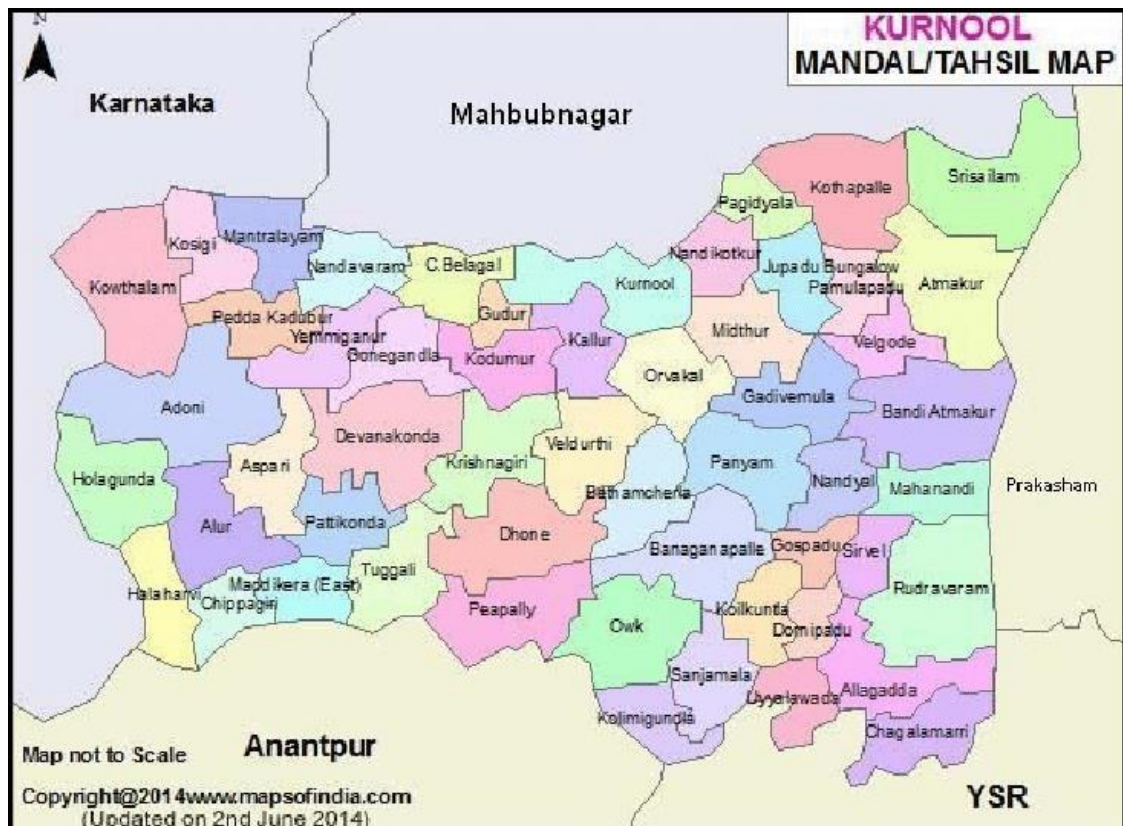 N
KURNOOL
MANDAL/TAHSIL MAP
Karnataka
Mahbubnagar
Srisailam
Kothapalle
Pagidyala
Kosigi
Mantralayam
Nandavaram
C.Belagal
Kurnool
Nandikotkur
Jupadu Bungalow
Pamulapadu
Atmakur
Kowthalam
Pedda Kadubur
Yemmiganur
Gonegandla
Gudur
Kodumur
Kallur
Midthur
Velgode
Orvakal
Gadivemula
Bandi Atmakur
Adoni
Devanakonda
Veldurthi
Aspari
Krishnagiri
Panyam
Holagunda
Bethamcherla
Nandyal
Mahanandi
Prakasham
Alur
Pattikonda
Dhone
Banaganapalle
Gospadu
Sirvel
Tuggali
Rudravaram
Halaharvi
Maddikera (East)
Chippagiri
Peapally
Koilkuntla
Owk
Dornipadu
Sanjamala
Uyyalawada
Allagadda
Kolimigundla
Chagalamarri
Map not to Scale
Anantpur
Copyright@2014www.mapsofindia.com
(Updated on 2nd June 2014)
YSR